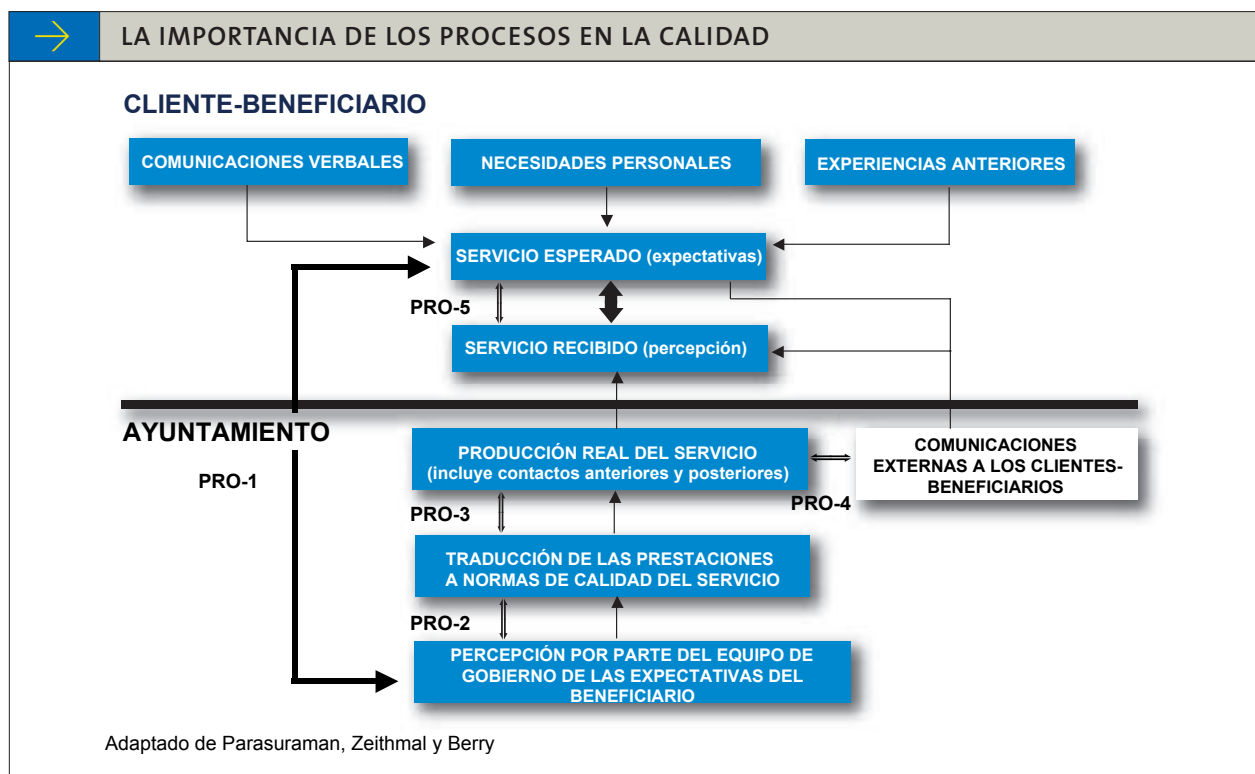 LA IMPORTANCIA DE LOS PROCESOS EN LA CALIDAD
CLIENTE-BENEFICIARIO
COMUNICACIONES VERBALES
NECESIDADES PERSONALES
EXPERIENCIAS ANTERIORES
SERVICIO ESPERADO (expectativas)
PRO-5
SERVICIO RECIBIDO (percepción)
AYUNTAMIENTO
PRO-1
PRODUCCIÓN REAL DEL SERVICIO
(incluye contactos anteriores y posteriores)
COMUNICACIONES
EXTERNAS A LOS CLIENTES-
BENEFICIARIOS
PRO-4
PRO-3
TRADUCCIÓN DE LAS PRESTACIONES
A NORMAS DE CALIDAD DEL SERVICIO
PRO-2
PERCEPCIÓN POR PARTE DEL EQUIPO DE
GOBIERNO DE LAS EXPECTATIVAS DEL
BENEFICIARIO
Adaptado de Parasuraman, Zeithmal y Berry